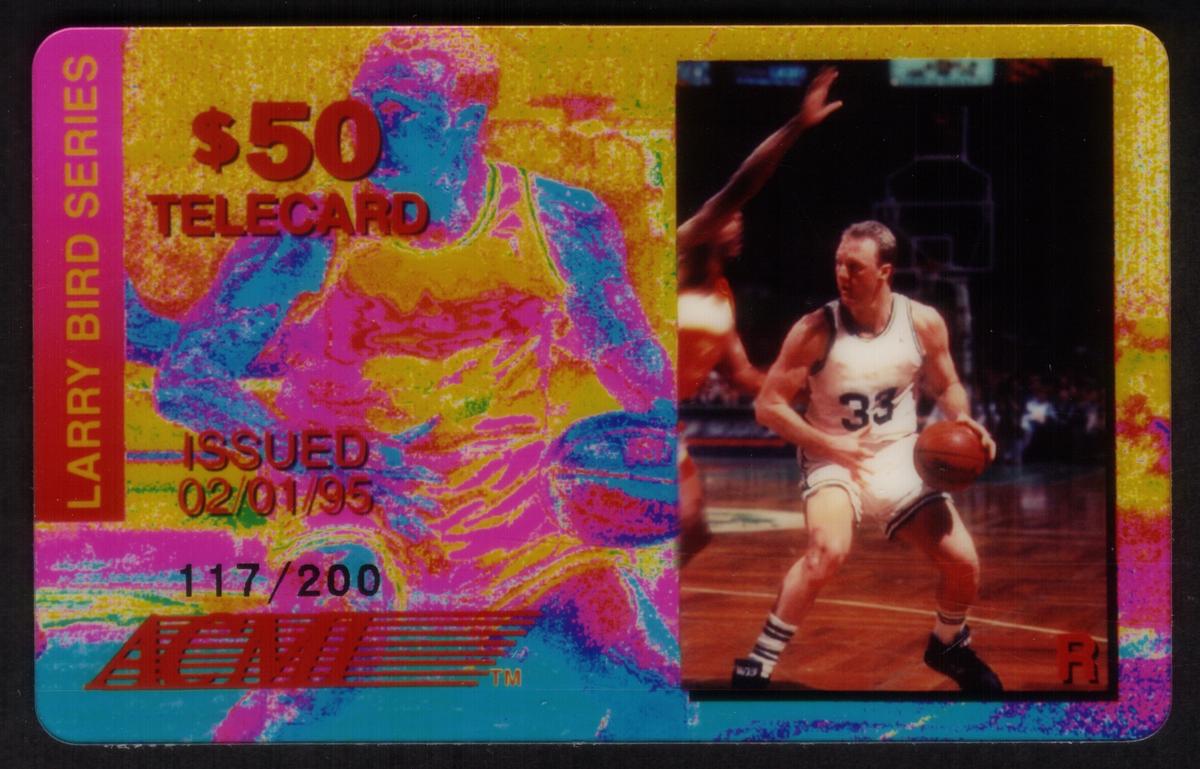 LARRY BIRD SERIES
$50
TELECARD
ISSUED
02/01/95
117/200
ACMI
TM
33
R